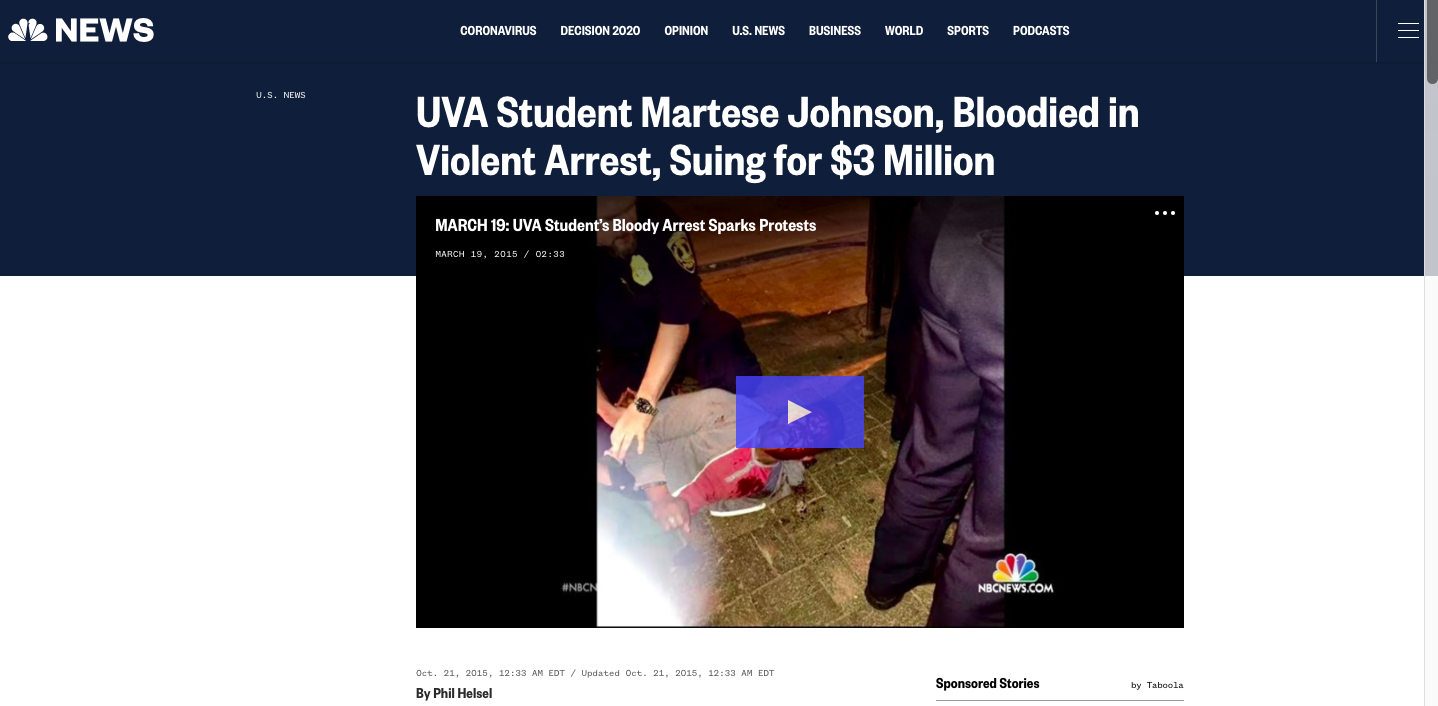 NEWS
CORONAVIRUS DECISION 2020 OPINION U.S. NEWS BUSINESS WORLD SPORTS PODCASTS
U.S. NEWS
UVA Student Martese Johnson, Bloodied in
Violent Arrest, Suing for $3 Million
MARCH 19: UVA Student's Bloody Arrest Sparks Protests
MARCH 19, 2015 / 02:33
#NBCN
NBCNEWS.COM
Oct. 21, 2015, 12:33 AM EDT / Updated Oct. 21, 2015, 12:33 AM EDT
By Phil Helsel
Sponsored Stories
by Taboola